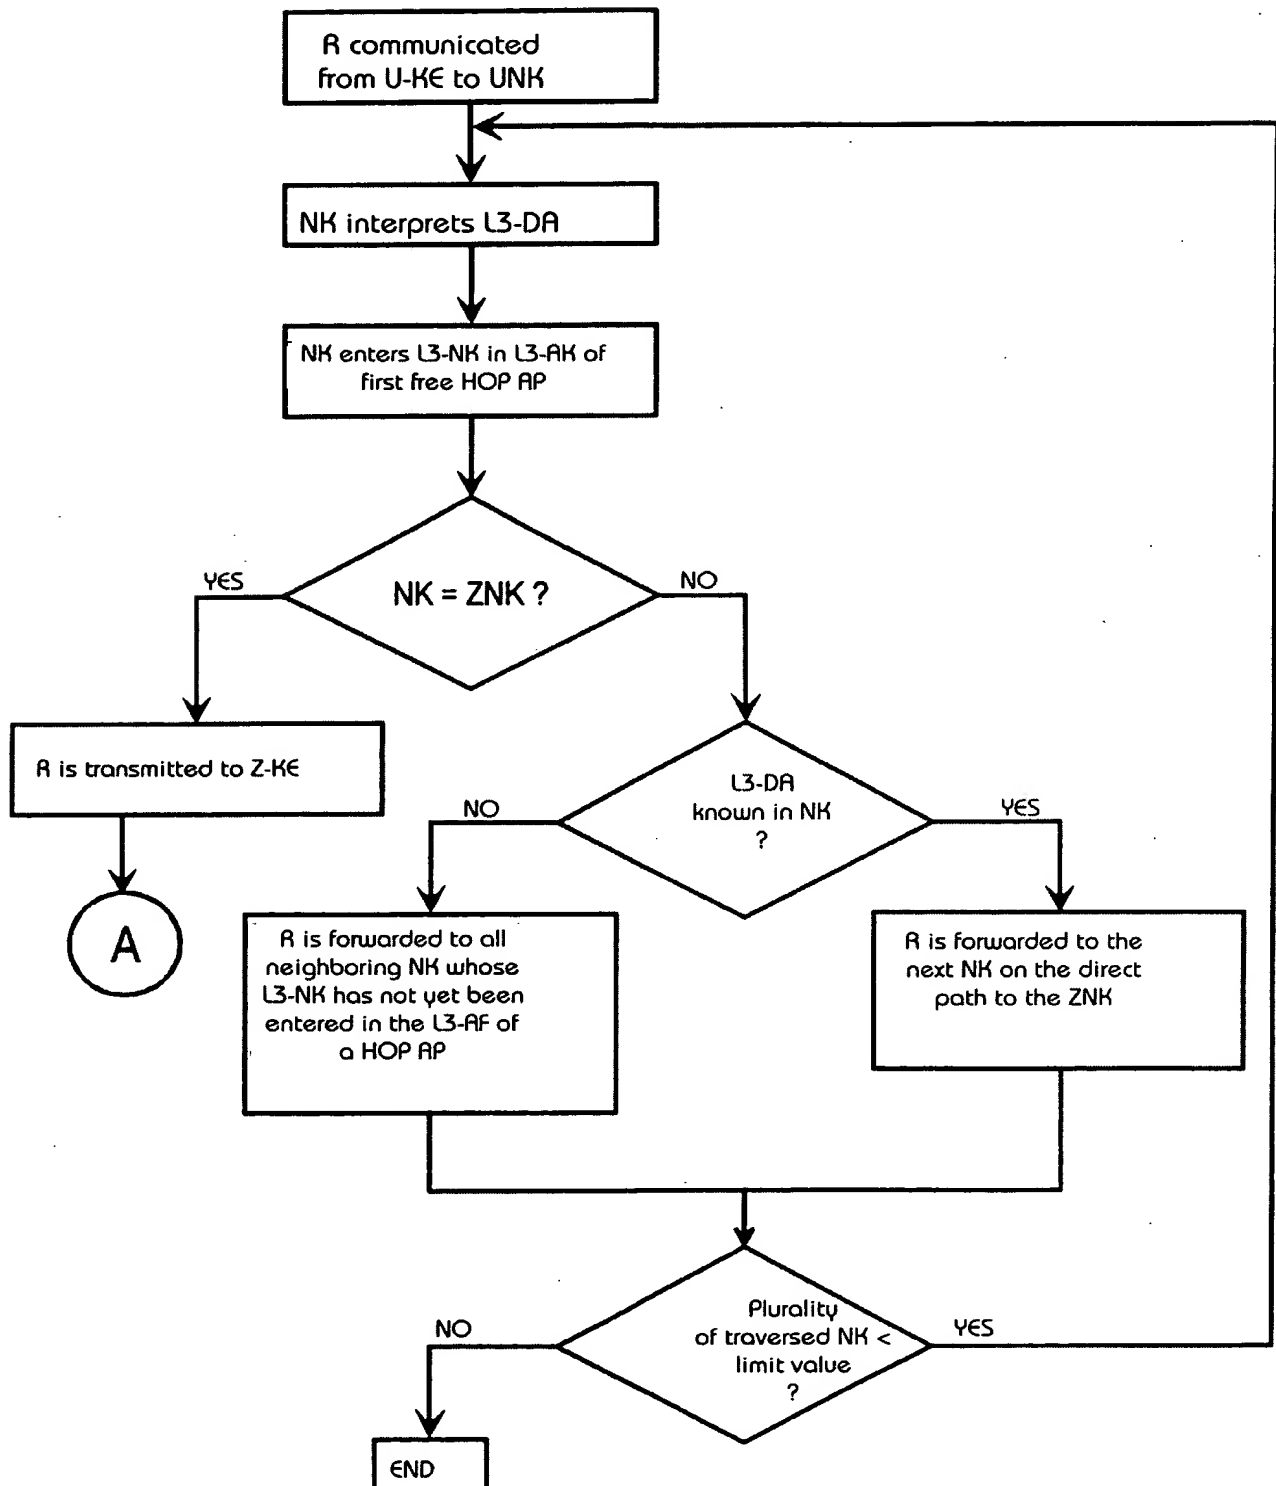 R communicated
from U-KE to UNK
NK interprets L3-DA
NK enters L3-NK in L3-AK of
first free HOP AP
YES
NK = ZNK ?
NO
R is transmitted to Z-KE
L3-DA
known in NK
?
NO
YES
A
R is forwarded to all
neighboring NK whose
L3-NK has not yet been
entered in the L3-AF of
a HOP AP
R is forwarded to the
next NK on the direct
path to the ZNK
Plurality
of traversed NK <
limit value
?
NO
YES
END